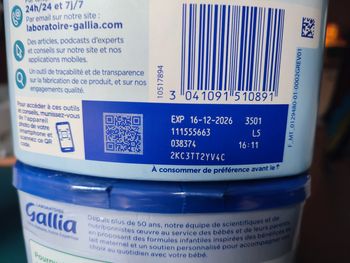 24h/24 et 7j/7
Par email sur notre site :
laboratoire-gallia.com
Des articles, podcasts d'experts
et conseils sur notre site et nos
applications mobiles.
Un outil de traçabilité et de transparence
sur la fabrication de ce produit, et sur nos
engagements qualité.
Pour accéder à ces outils
et conseils, munissez-vous
de l'appareil
photo de votre
smartphone et
scannez ce QR
code.
10517894
3 041091 510891
EXP 16-12-2026 3501
111555663 L5
038374 16:11
2KC3TT2YV4C
À consommer de préférence avant le
LABORATOIRE
Gallia
Depuis plus de 50 ans, notre équipe de scientifiques et de
nutritionnistes œuvre au service des bébés et de leurs parents
en proposant des formules infantiles inspirées des bénéfices du
lait maternel et un soutien personnalisé pour accompagner vos
choix au quotidien avec votre bébé.